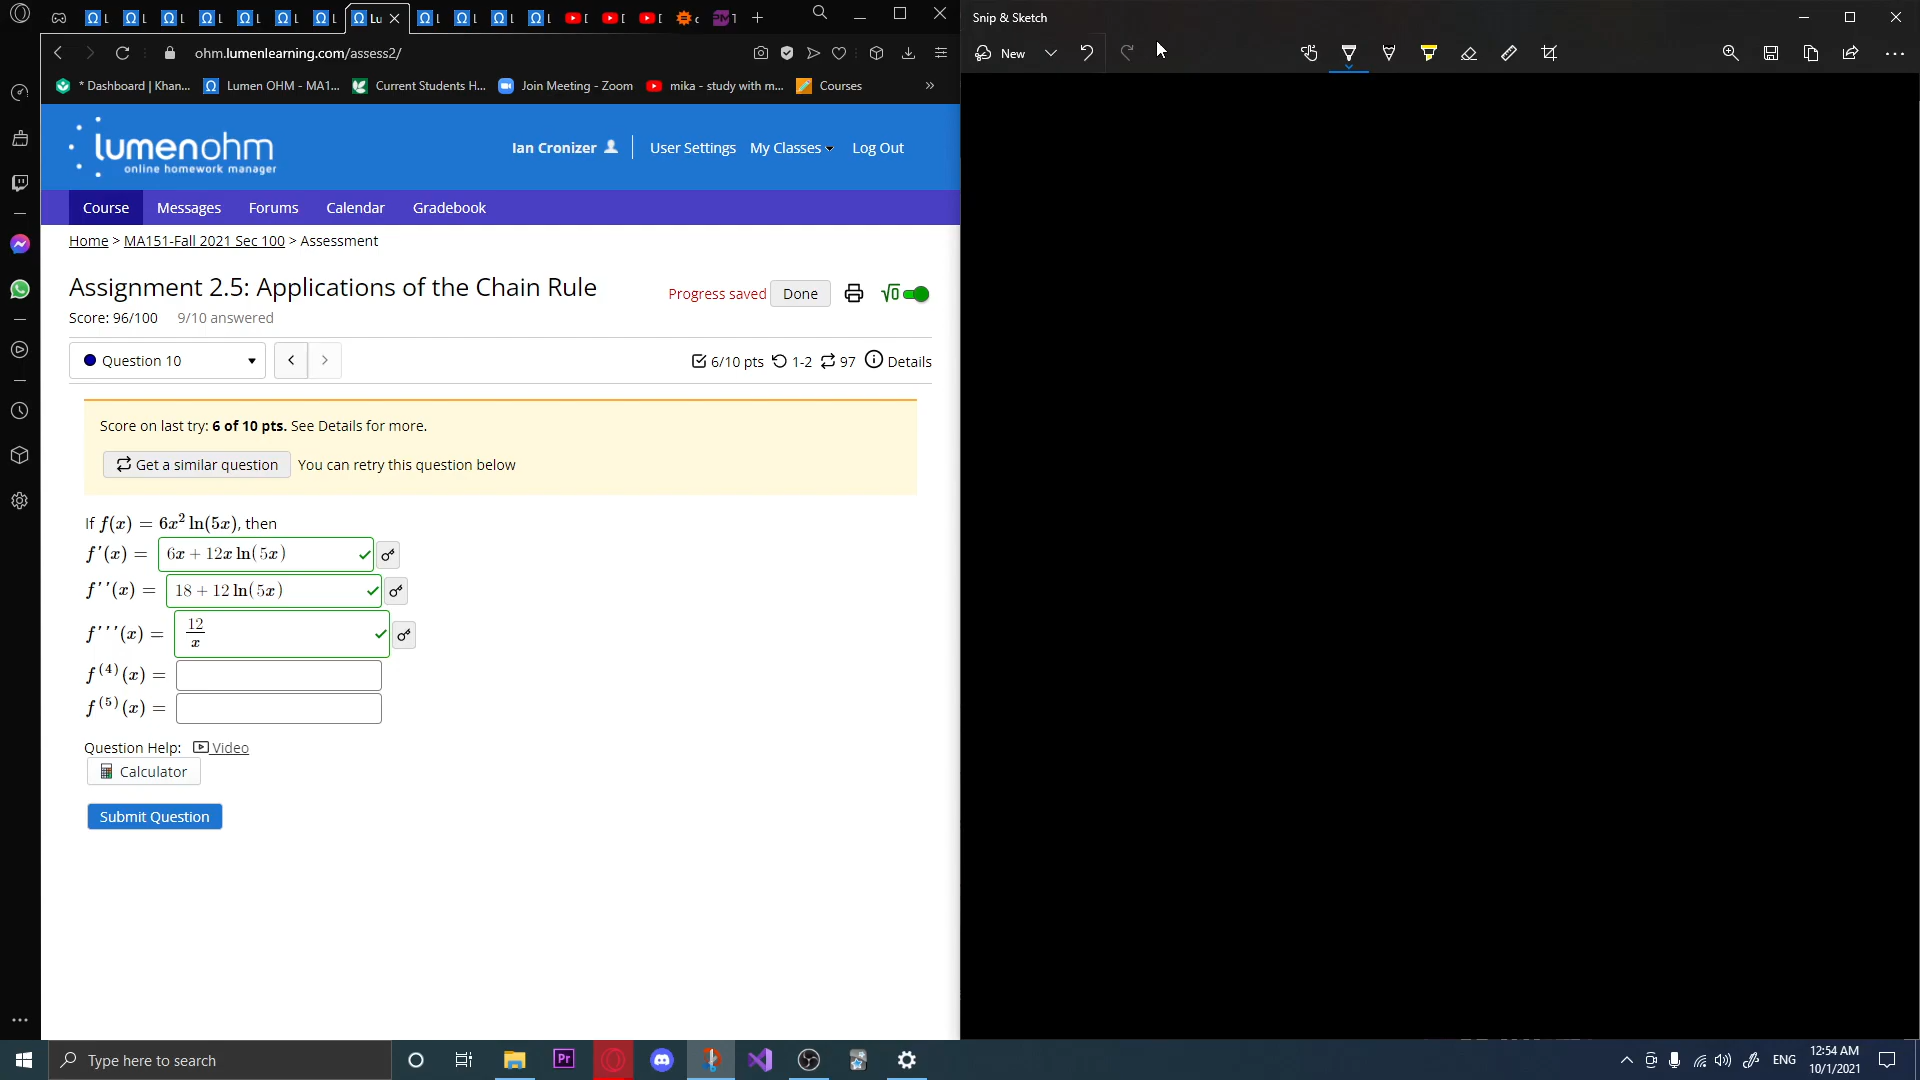 Lu
Snip & Sketch
ohm.lumenlearning.com/assess2/
New
* Dashboard | Khan...
Lumen OHM - MA1...
Current Students H...
Join Meeting - Zoom
mika - study with m...
Courses
»
lumenohm
online homework manager
Ian Cronizer
User Settings
My Classes
Log Out
Course
Messages
Forums
Calendar
Gradebook
Home > MA151-Fall 2021 Sec 100 > Assessment
Assignment 2.5: Applications of the Chain Rule
Progress saved
Done
√0
Score: 96/100
9/10 answered
Question 10
<
>
6/10 pts
1-2
97
Details
Score on last try: 6 of 10 pts. See Details for more.
Get a similar question
You can retry this question below
If f(x) = 6x² ln(5x), then
f'(x) = 6x + 12x ln(5x)
f''(x) = 18 + 12 ln(5x)
f'''(x) = 12/x
f⁽⁴⁾(x) =
f⁽⁵⁾(x) =
Question Help:
Video
Calculator
Submit Question
Type here to search
Pr
ENG
12:54 AM
10/1/2021